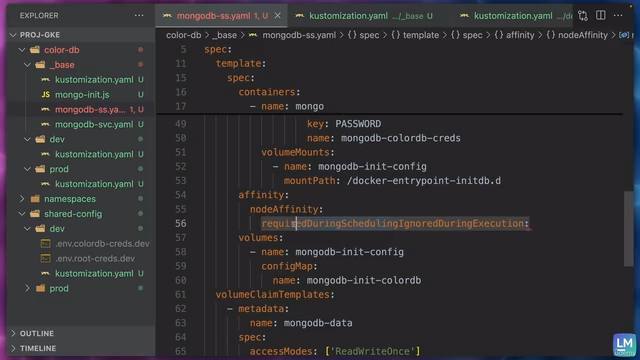 EXPLORER
mongodb-ss.yaml 1, U
kustomization.yaml .../_base U
kustomization.yaml .../de
PROJ-GKE
color-db
_base
kustomization.yaml U
mongo-init.js U
mongodb-ss.ya... 1, U
mongodb-svc.yaml U
dev
kustomization.yaml U
prod
kustomization.yaml U
namespaces
shared-config
dev
.env.colordb-creds.dev
.env.root-creds.dev
kustomization.yaml U
prod
OUTLINE
TIMELINE
color-db > _base > mongodb-ss.yaml > {} spec > {} template > {} spec > {} affinity > {} nodeAffinity >
5 spec:
11 template:
15 spec:
16 containers:
17 - name: mongo
49 key: PASSWORD
50 name: mongodb-colordb-creds
51 volumeMounts:
52 - name: mongodb-init-config
53 mountPath: /docker-entrypoint-initdb.d
54 affinity:
55 nodeAffinity:
56 requiredDuringSchedulingIgnoredDuringExecution:
57 volumes:
58 - name: mongodb-init-config
59 configMap:
60 name: mongodb-init-colordb
61 volumeClaimTemplates:
62 - metadata:
63 name: mongodb-data
64 spec:
65 accessModes: ['ReadWriteOnce']
LM